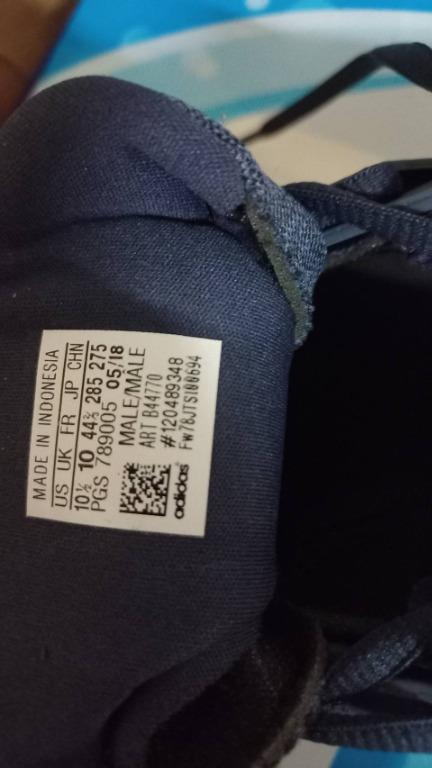 MADE IN INDONESIA
US UK FR JP CHN
10½ 10 44⅔ 285 275
PGS 789005 05/18
MALE/MALE
ART B44770
#120489348
FW78JTSI00694
adidas